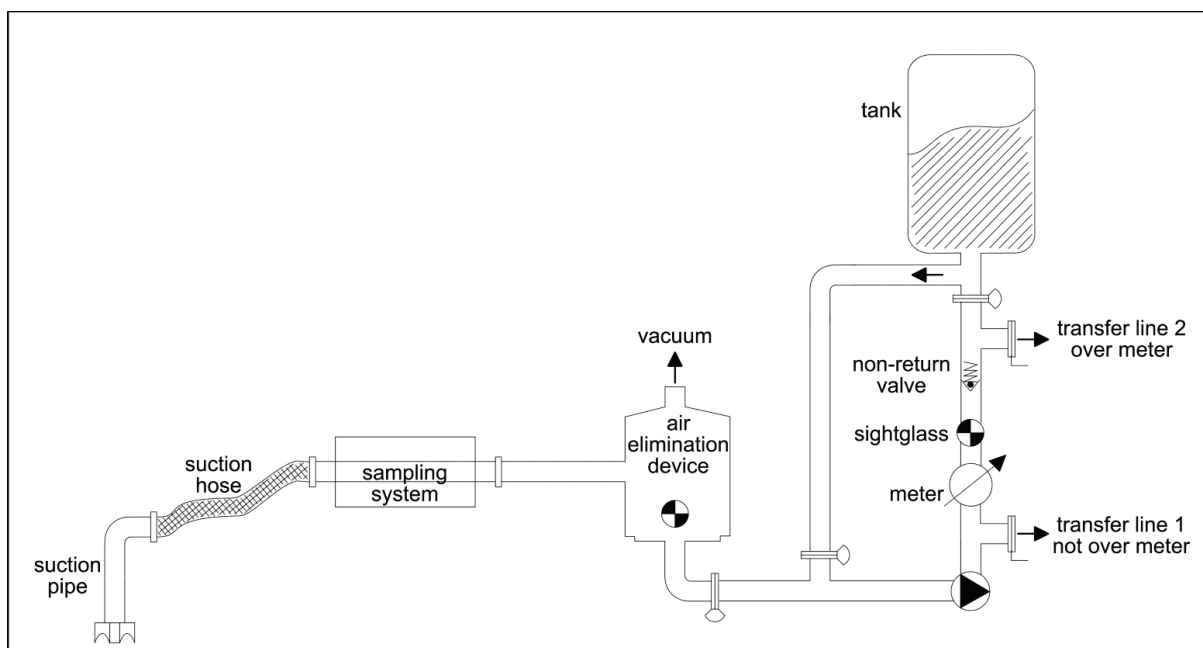 tank
transfer line 2
over meter
non-return
valve
vacuum
sightglass
air
elimination
device
suction
hose
sampling
system
meter
transfer line 1
not over meter
suction
pipe